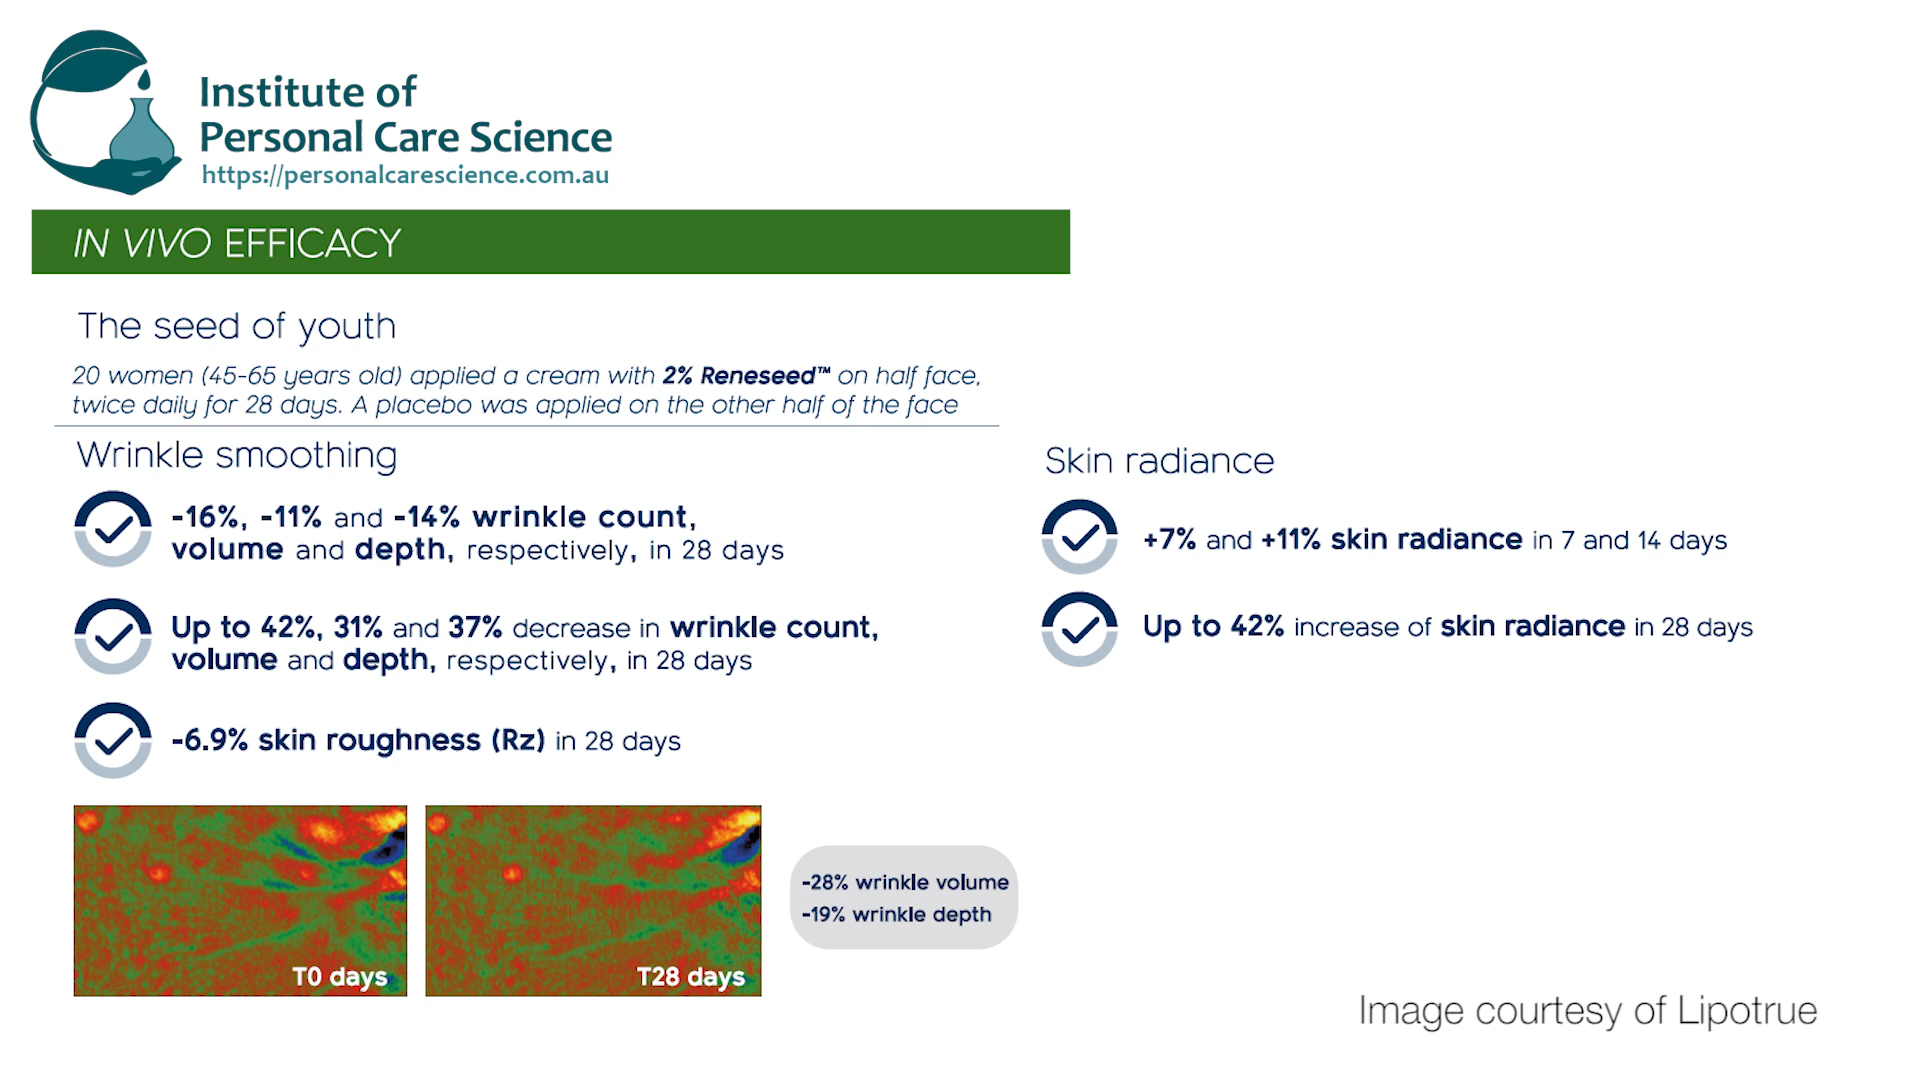 Institute of
Personal Care Science
https://personalcarescience.com.au
IN VIVO EFFICACY
The seed of youth
20 women (45-65 years old) applied a cream with 2% Reneseed™ on half face,
twice daily for 28 days. A placebo was applied on the other half of the face
Wrinkle smoothing
-16%, -11% and -14% wrinkle count,
volume and depth, respectively, in 28 days
Up to 42%, 31% and 37% decrease in wrinkle count,
volume and depth, respectively, in 28 days
-6.9% skin roughness (Rz) in 28 days
T0 days
T28 days
-28% wrinkle volume
-19% wrinkle depth
Skin radiance
+7% and +11% skin radiance in 7 and 14 days
Up to 42% increase of skin radiance in 28 days
Image courtesy of Lipotrue